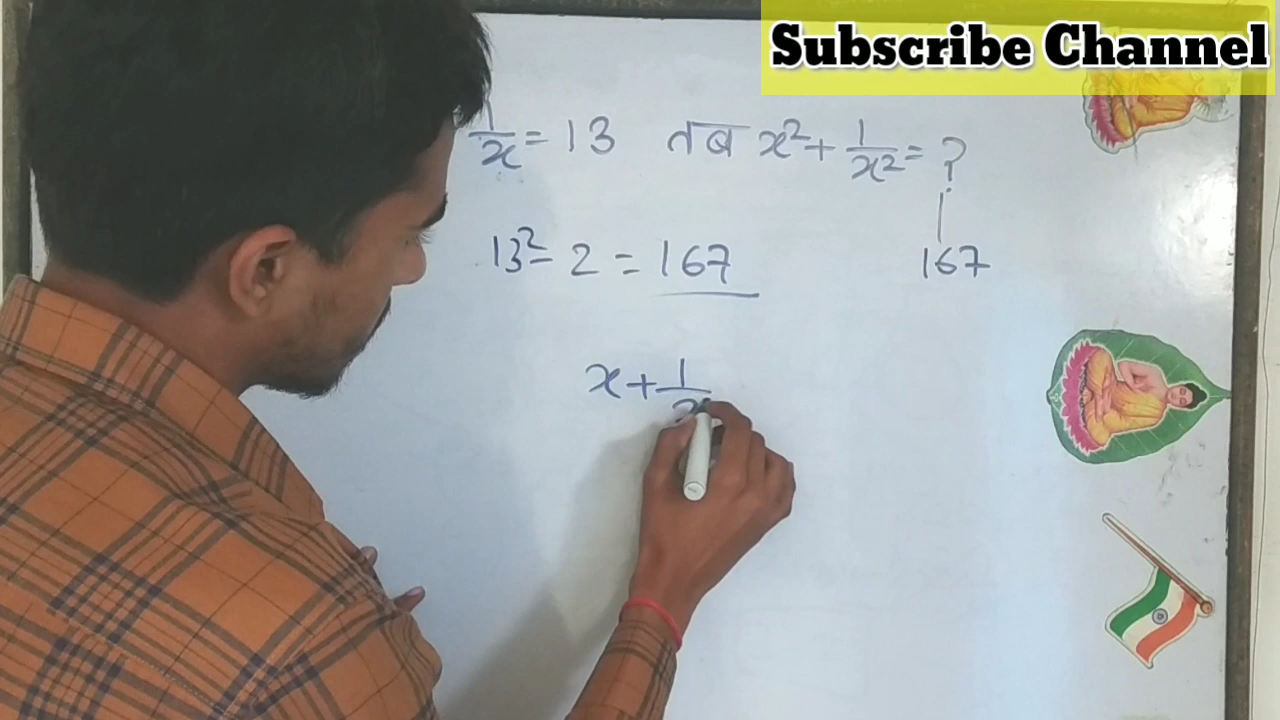 Subscribe Channel
1/x = 13 तब x² + 1/x² = ?
13² - 2 = 167
167
x + 1/x